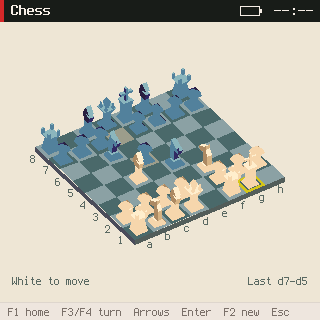 Chess --:--
8
7
6
5
4
3
2
1
a
b
c
d
e
f
g
h
White to move Last d7-d5
F1 home F3/F4 turn Arrows Enter F2 new Esc